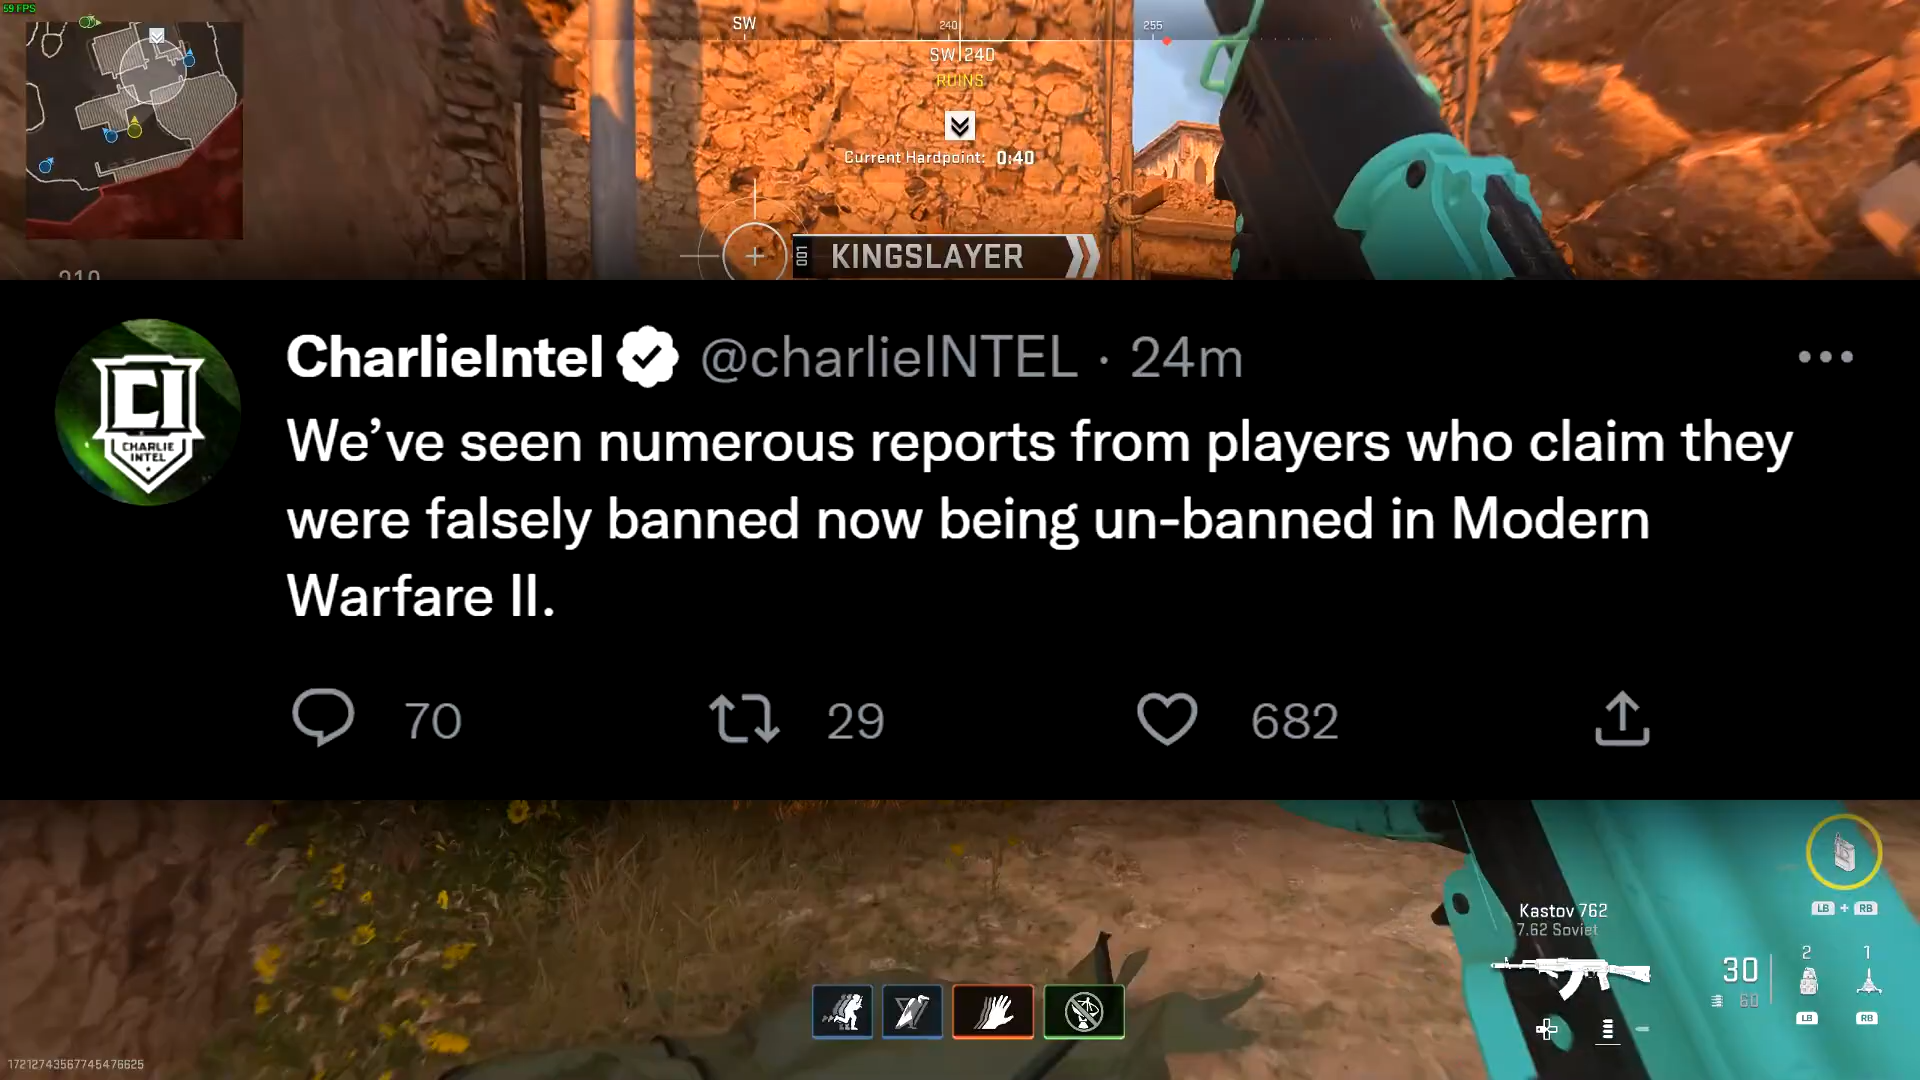 59 FPS
SW 240 255
SW 240
RUINS
Current Hardpoint: 0:40
001 KINGSLAYER
CharlieIntel @charlieINTEL · 24m
CI
CHARLIE
INTEL
We’ve seen numerous reports from players who claim they
were falsely banned now being un-banned in Modern
Warfare II.
70 29 682
LB + RB
Kastov 762
7.62 Soviet
30 2 1
60
LB RB
17212743567745476625